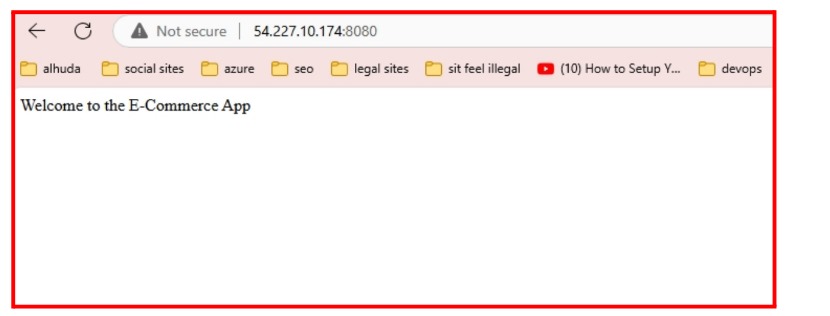 Not secure | 54.227.10.174:8080
alhuda social sites azure seo legal sites sit feel illegal (10) How to Setup Y... devops
Welcome to the E-Commerce App